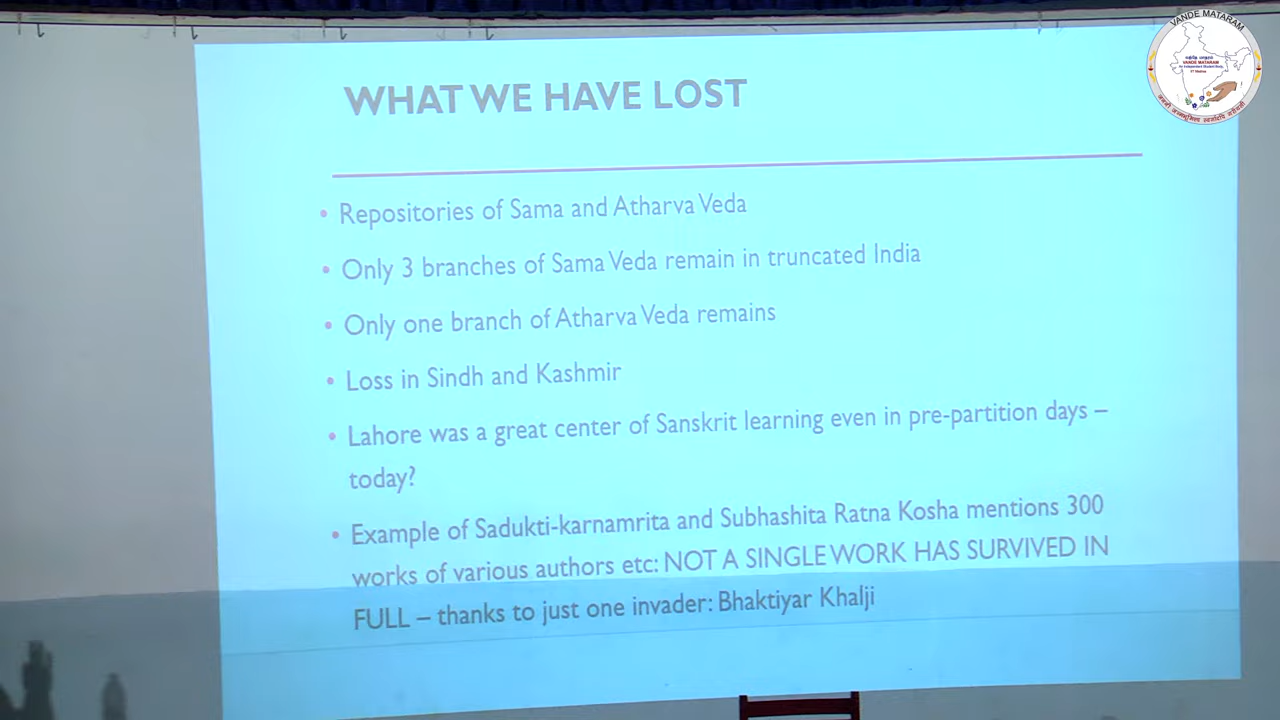 WHAT WE HAVE LOST
• Repositories of Sama and Atharva Veda
• Only 3 branches of Sama Veda remain in truncated India
• Only one branch of Atharva Veda remains
• Loss in Sindh and Kashmir
• Lahore was a great center of Sanskrit learning even in pre-partition days –
today?
• Example of Sadukti-karnamrita and Subhashita Ratna Kosha mentions 300
works of various authors etc: NOT A SINGLE WORK HAS SURVIVED IN
FULL – thanks to just one invader: Bhaktiyar Khalji
VANDE MATARAM
VANDE MATARAM